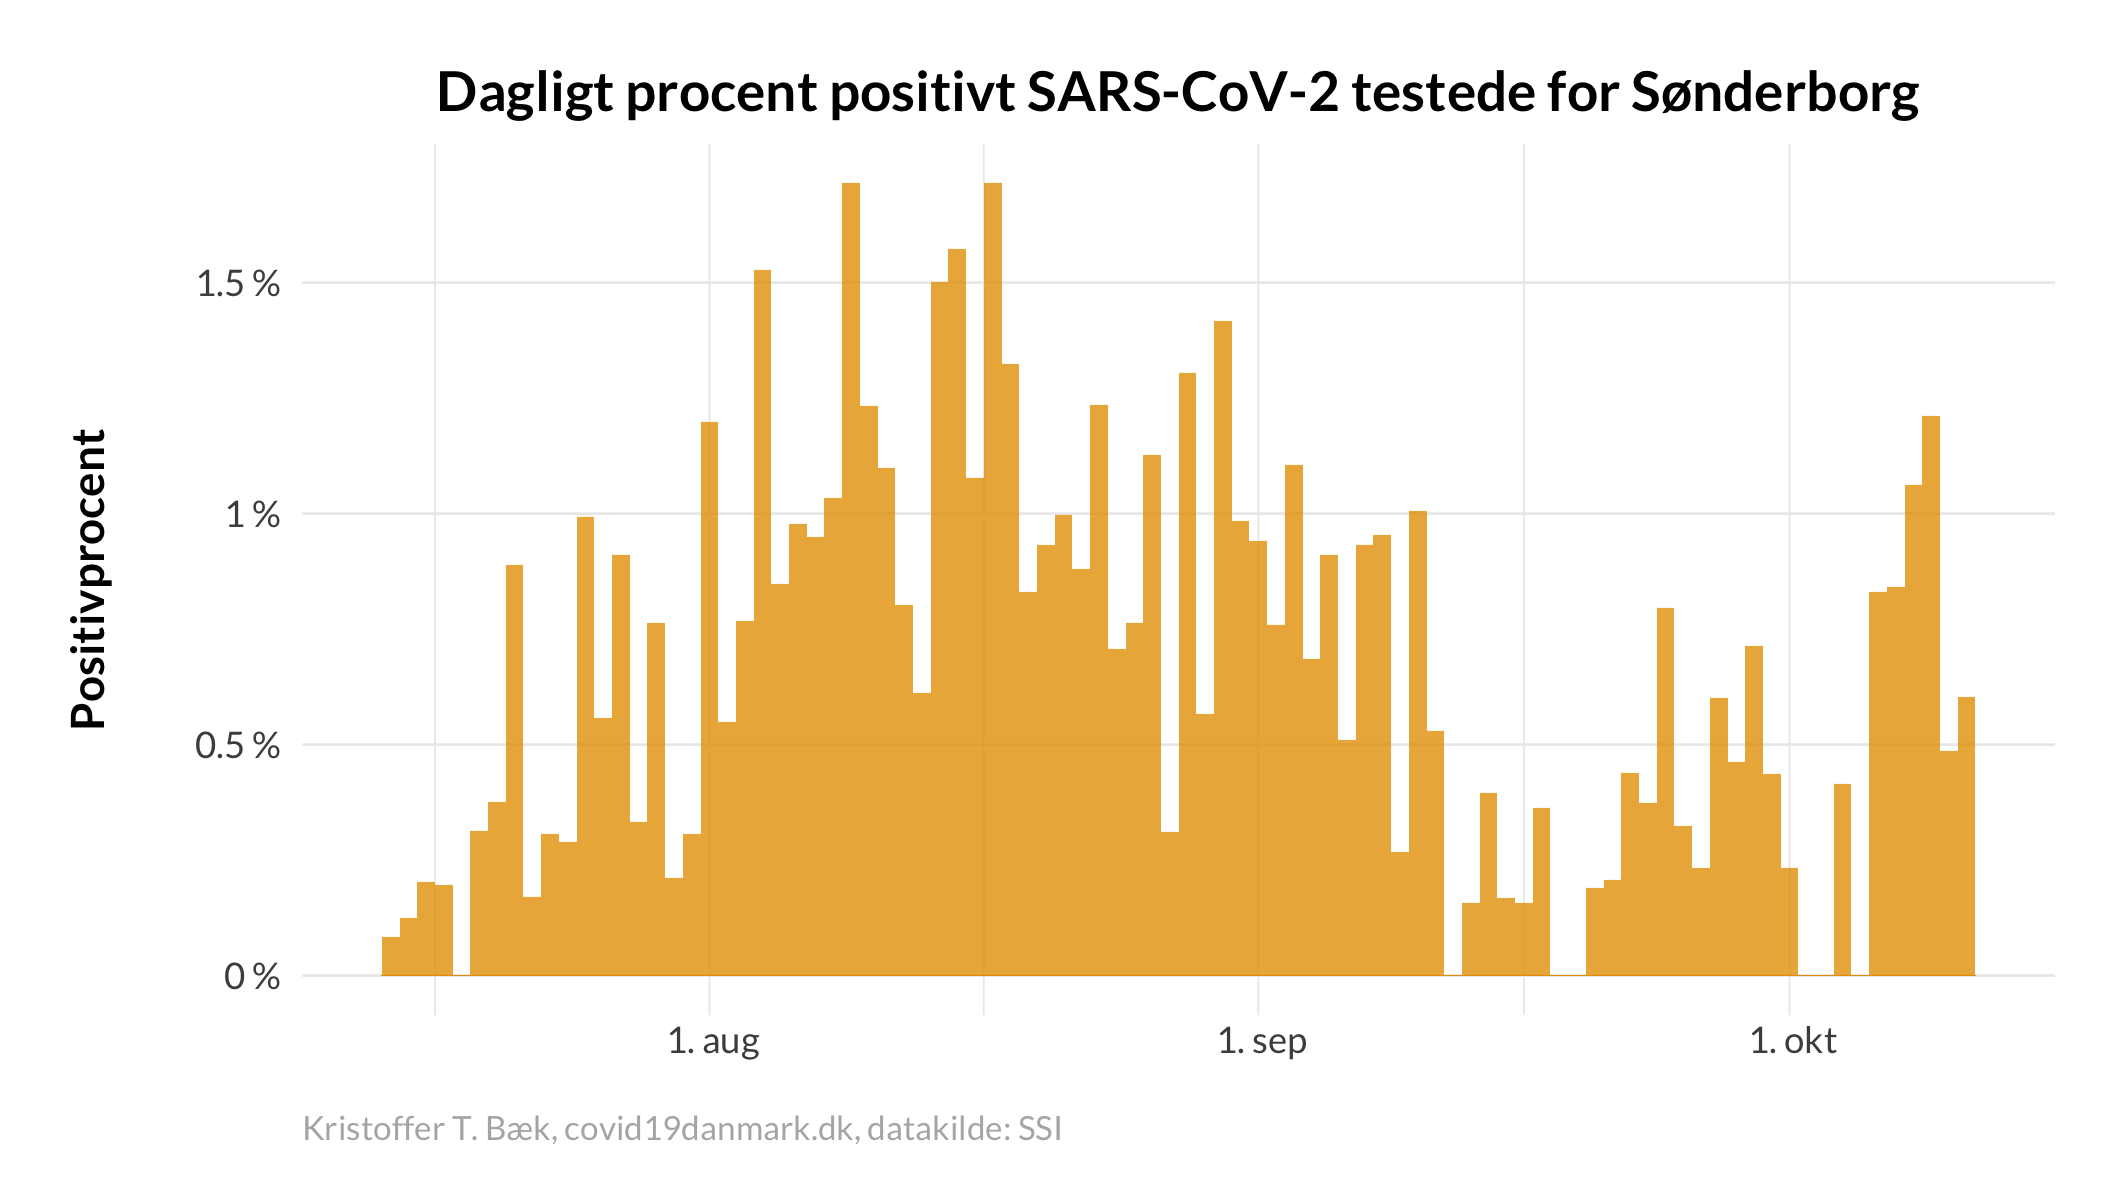 Dagligt procent positivt SARS-CoV-2 testede for Sønderborg
Positivprocent
1.5 %
1 %
0.5 %
0 %
1. aug
1. sep
1. okt
Kristoffer T. Bæk, covid19danmark.dk, datakilde: SSI